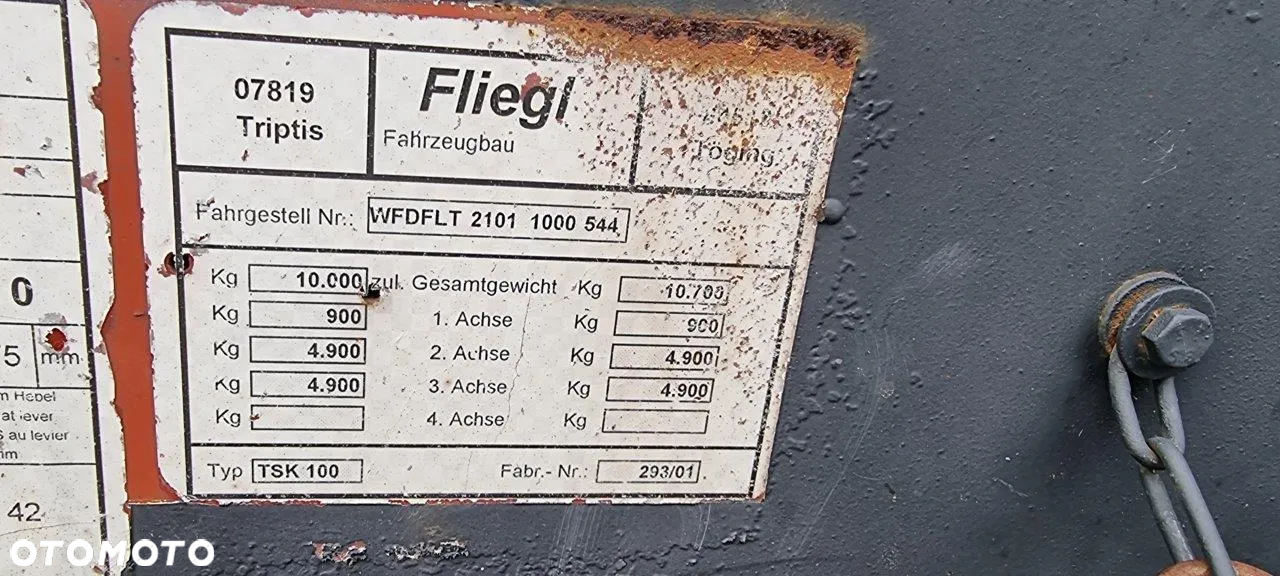 07819
Triptis
Fliegl
Fahrzeugbau
Töging
Fahrgestell Nr.: WFDFLT 2101 1000 544
Kg 10.000 zul. Gesamtgewicht Kg 10.700
Kg 900 1. Achse Kg 900
Kg 4.900 2. Achse Kg 4.900
Kg 4.900 3. Achse Kg 4.900
Kg 4. Achse Kg
Typ TSK 100 Fabr.- Nr.: 293/01
0
mm
m Hebel
at lever
au levier
42
OTOMOTO